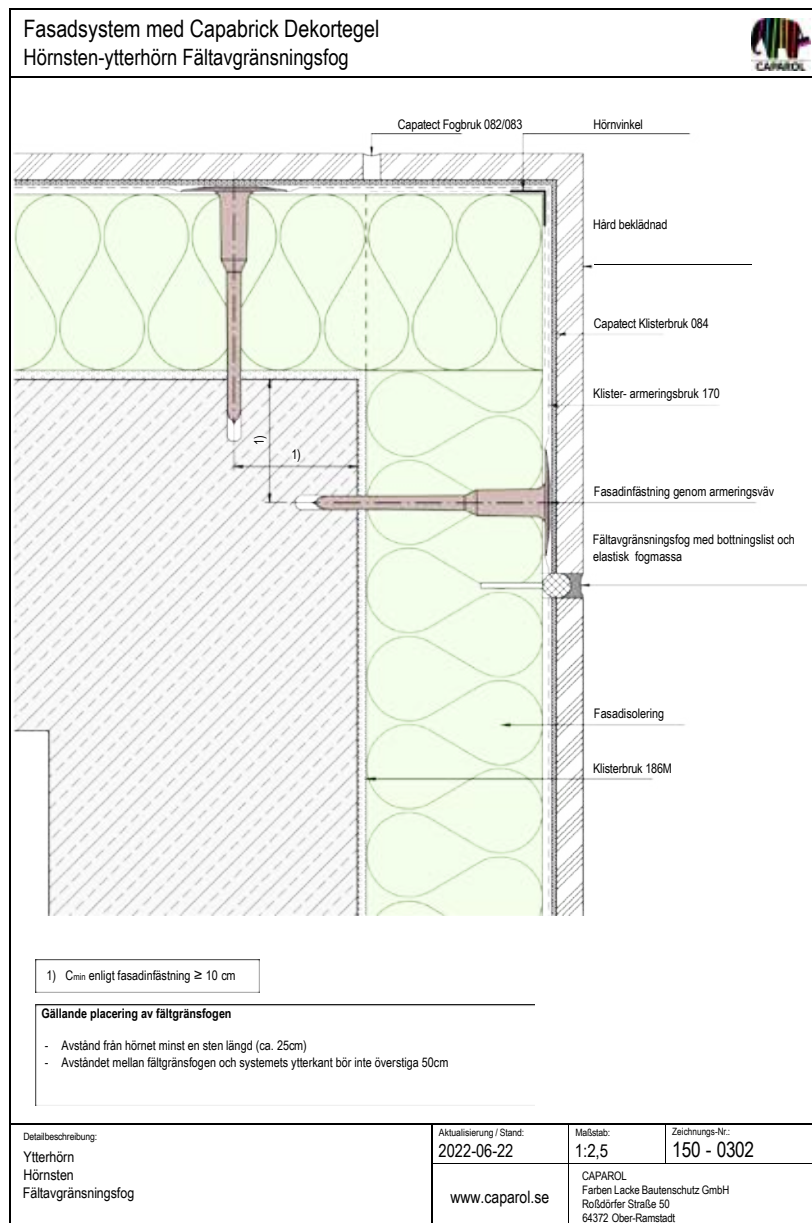 Fasadsystem med Capabrick Dekortegel
Hörnsten-ytterhörn Fältavgränsningsfog
CAPAROL
Capatect Fogbruk 082/083
Hörnvinkel
Hård beklädnad
Capatect Klisterbruk 084
Klister- armeringsbruk 170
1)
1)
Fasadinfästning genom armeringsväv
Fältavgränsningsfog med bottningslist och
elastisk fogmassa
Fasadisolering
Klisterbruk 186M
1) Cmin enligt fasadinfästning ≥ 10 cm
Gällande placering av fältgränsfogen
- Avstånd från hörnet minst en sten längd (ca. 25cm)
- Avståndet mellan fältgränsfogen och systemets ytterkant bör inte överstiga 50cm
Detailbeschreibung:
Ytterhörn
Hörnsten
Fältavgränsningsfog
Aktualisierung / Stand:
2022-06-22
Maßstab:
1:2,5
Zeichnungs-Nr.:
150 - 0302
www.caparol.se
CAPAROL
Farben Lacke Bautenschutz GmbH
Roßdörfer Straße 50
64372 Ober-Ramstadt